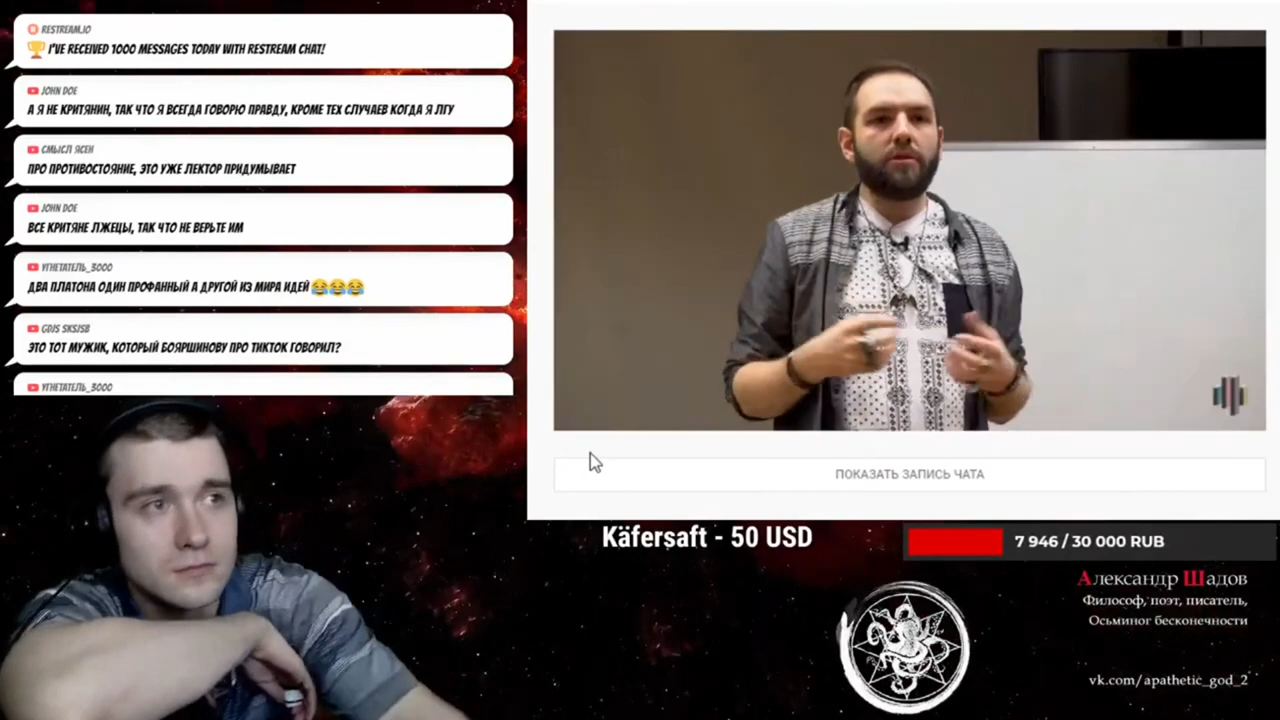 RESTREAM.IO
🏆 I'VE RECEIVED 1000 MESSAGES TODAY WITH RESTREAM CHAT!
JOHN DOE
А Я НЕ КРИТЯНИН, ТАК ЧТО Я ВСЕГДА ГОВОРЮ ПРАВДУ, КРОМЕ ТЕХ СЛУЧАЕВ КОГДА Я ЛГУ
СМЫСЛ ЯСЕН
ПРО ПРОТИВОСТОЯНИЕ, ЭТО УЖЕ ЛЕКТОР ПРИДУМЫВАЕТ
JOHN DOE
ВСЕ КРИТЯНЕ ЛЖЕЦЫ, ТАК ЧТО НЕ ВЕРЬТЕ ИМ
УГНЕТАТЕЛЬ_3000
ДВА ПЛАТОНА ОДИН ПРОФАННЫЙ А ДРУГОЙ ИЗ МИРА ИДЕЙ 😂😂😂
GDJS SKSJSB
ЭТО ТОТ МУЖИК, КОТОРЫЙ БОЯРШИНОВУ ПРО ТИКТОК ГОВОРИЛ?
УГНЕТАТЕЛЬ_3000
ПОКАЗАТЬ ЗАПИСЬ ЧАТА
Käfersaft - 50 USD
7 946 / 30 000 RUB
Александр Шадов
Философ, поэт, писатель,
Осьминог бесконечности
vk.com/apathetic_god_2